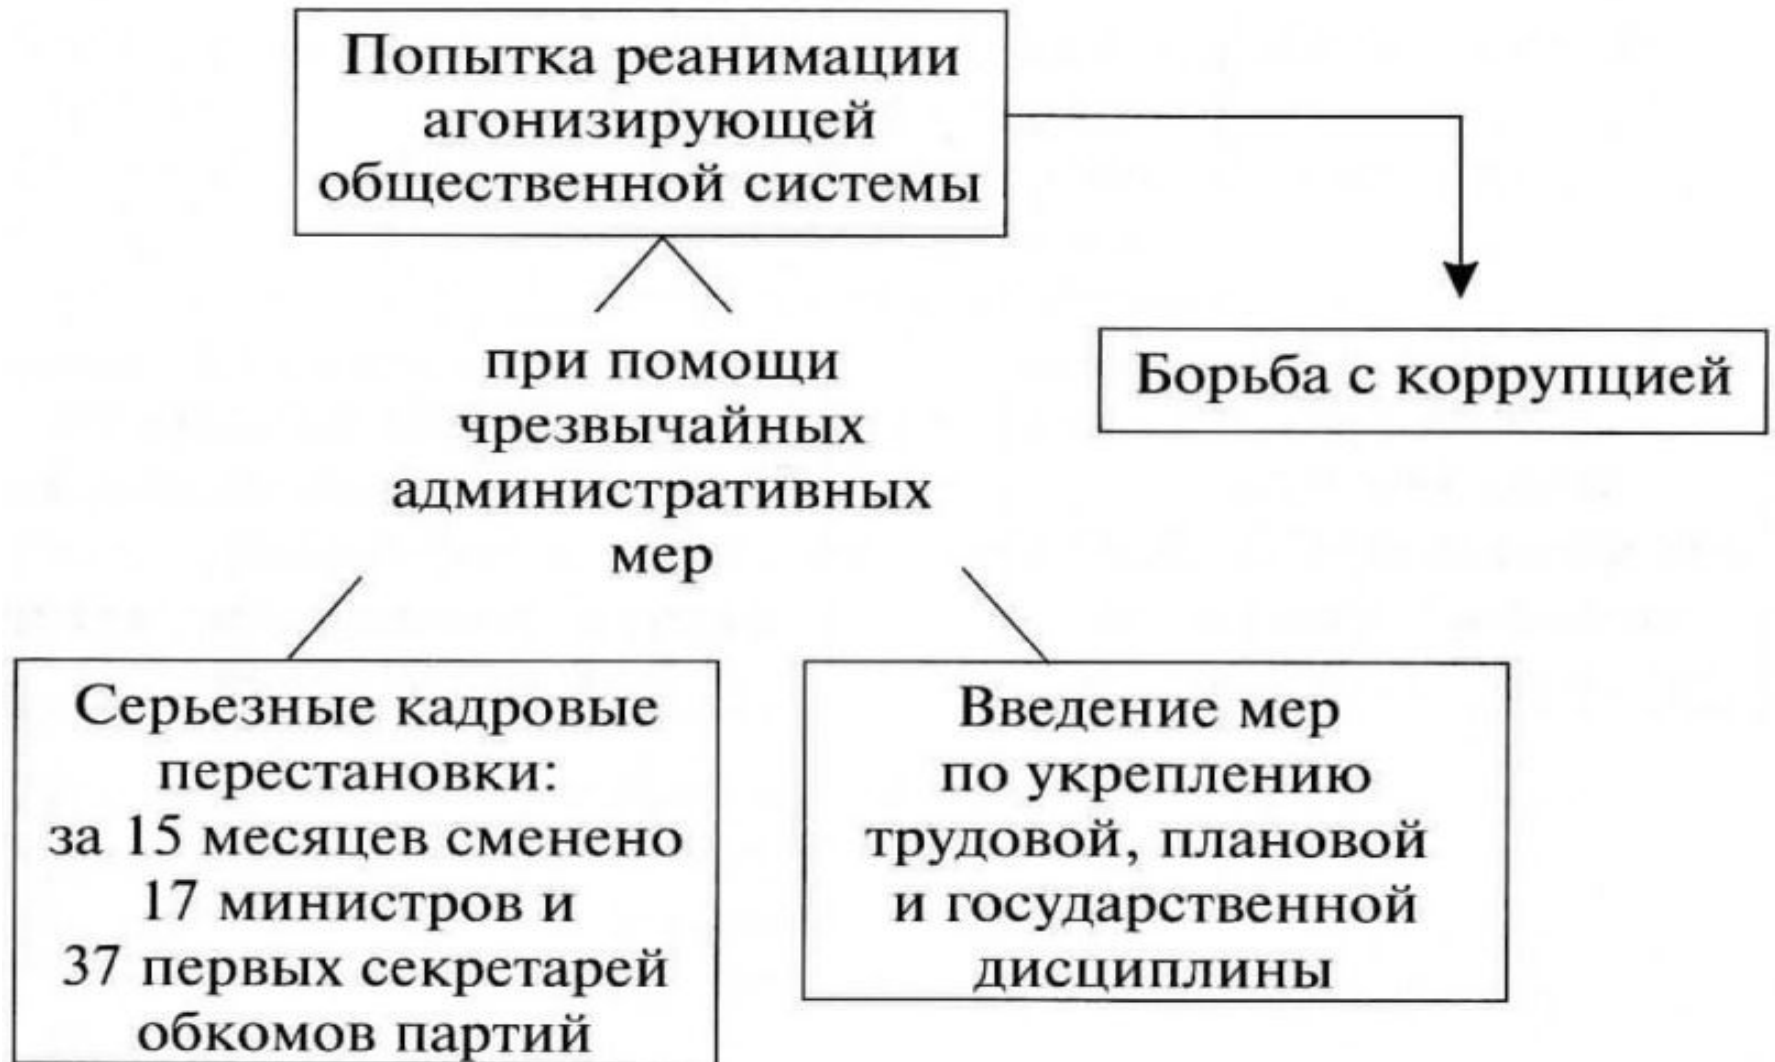 Попытка реанимации
агонизирующей
общественной системы
Борьба с коррупцией
при помощи
чрезвычайных
административных
мер
Серьезные кадровые
перестановки:
за 15 месяцев сменено
17 министров и
37 первых секретарей
обкомов партий
Введение мер
по укреплению
трудовой, плановой
и государственной
дисциплины